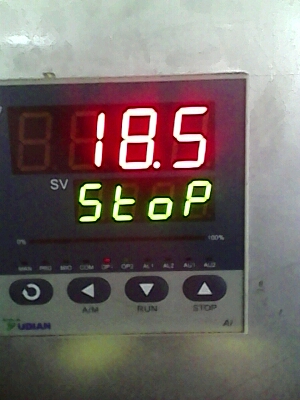 18.5
SV
StoP
0% 100%
MAN PRG MIO COM OP1 OP2 AL1 AL2 AU1 AU2
A/M RUN STOP
YUDIAN AI